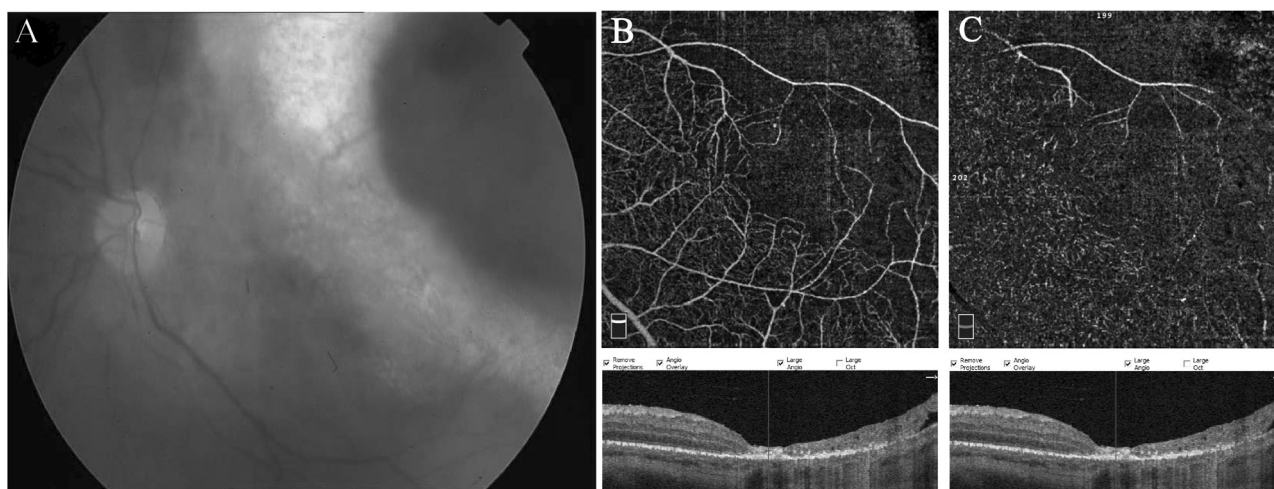 A
B
C
199
202
Remove Projections
Angio Overlay
Large Angio
Large Oct
Remove Projections
Angio Overlay
Large Angio
Large Oct